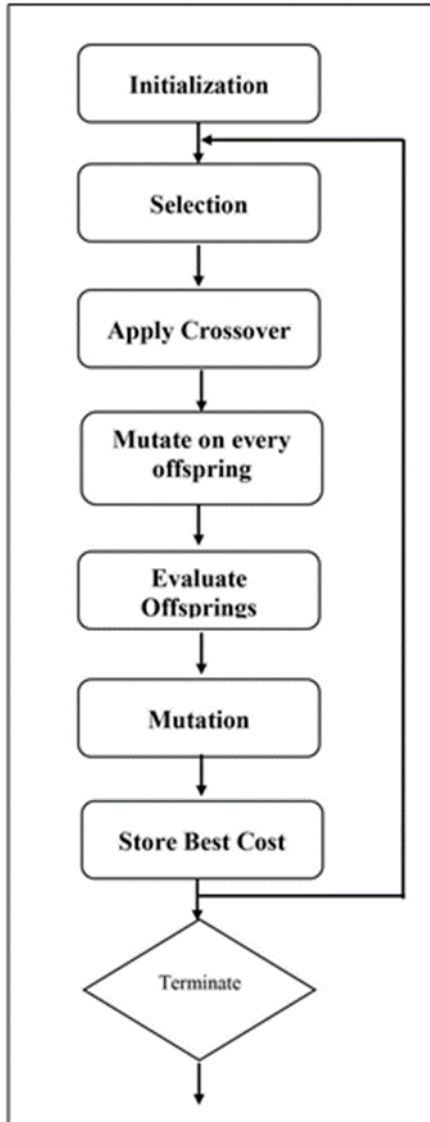 Initialization
Selection
Apply Crossover
Mutate on every
offspring
Evaluate
Offsprings
Mutation
Store Best Cost
Terminate